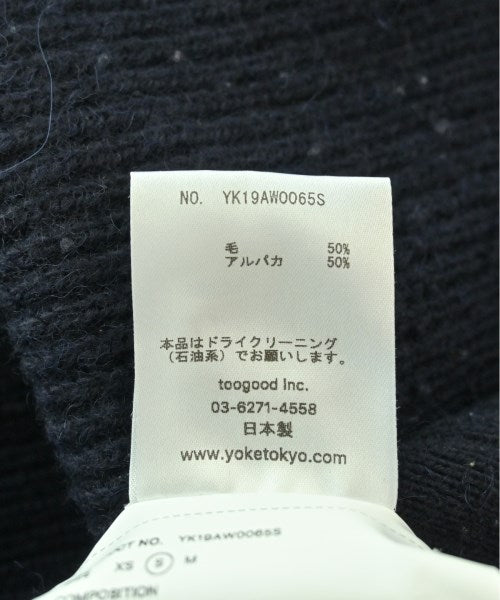 NO. YK19AW0065S
毛 50%
アルパカ 50%
本品はドライクリーニング
(石油系)でお願いします。
toogood Inc.
03-6271-4558
日本製
www.yoketokyo.com
NO. YK19AW0065S
XS S M
COMPOSITION